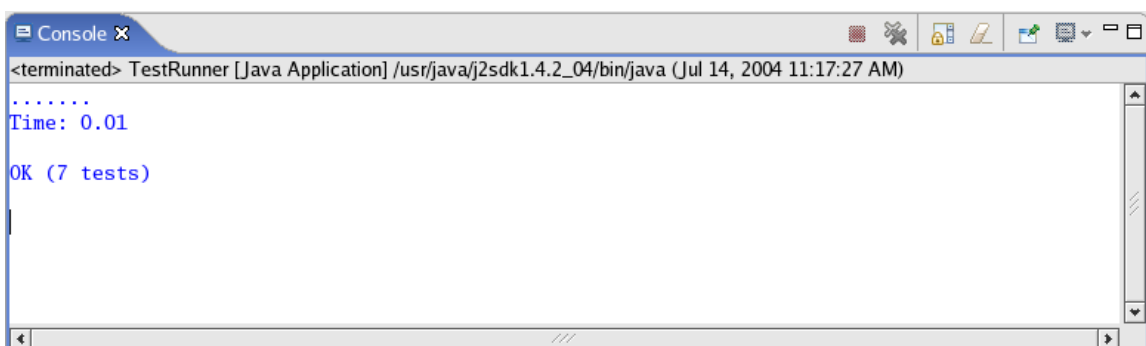 Console
<terminated> TestRunner [Java Application] /usr/java/j2sdk1.4.2_04/bin/java (Jul 14, 2004 11:17:27 AM)
.......
Time: 0.01
OK (7 tests)